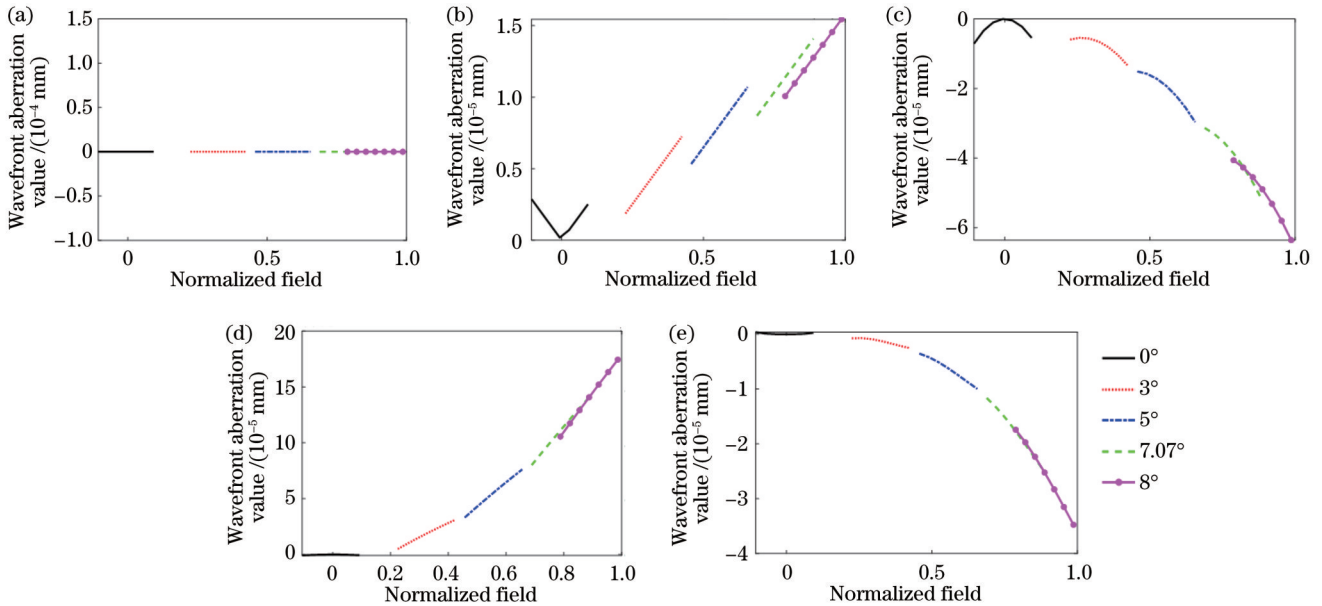 (a)
Wavefront aberration
value /(10⁻⁴ mm)
1.5
1.0
0.5
0
−0.5
−1.0
0
0.5
1.0
Normalized field
(b)
Wavefront aberration
value /(10⁻⁵ mm)
1.5
1.0
0.5
0
0
0.5
1.0
Normalized field
(c)
Wavefront aberration
value /(10⁻⁵ mm)
0
−2
−4
−6
0
0.5
1.0
Normalized field
(d)
Wavefront aberration
value /(10⁻⁵ mm)
20
15
10
5
0
0
0.2
0.4
0.6
0.8
1.0
Normalized field
(e)
Wavefront aberration
value /(10⁻⁵ mm)
0
−1
−2
−3
−4
0
0.5
1.0
Normalized field
0°
3°
5°
7.07°
8°